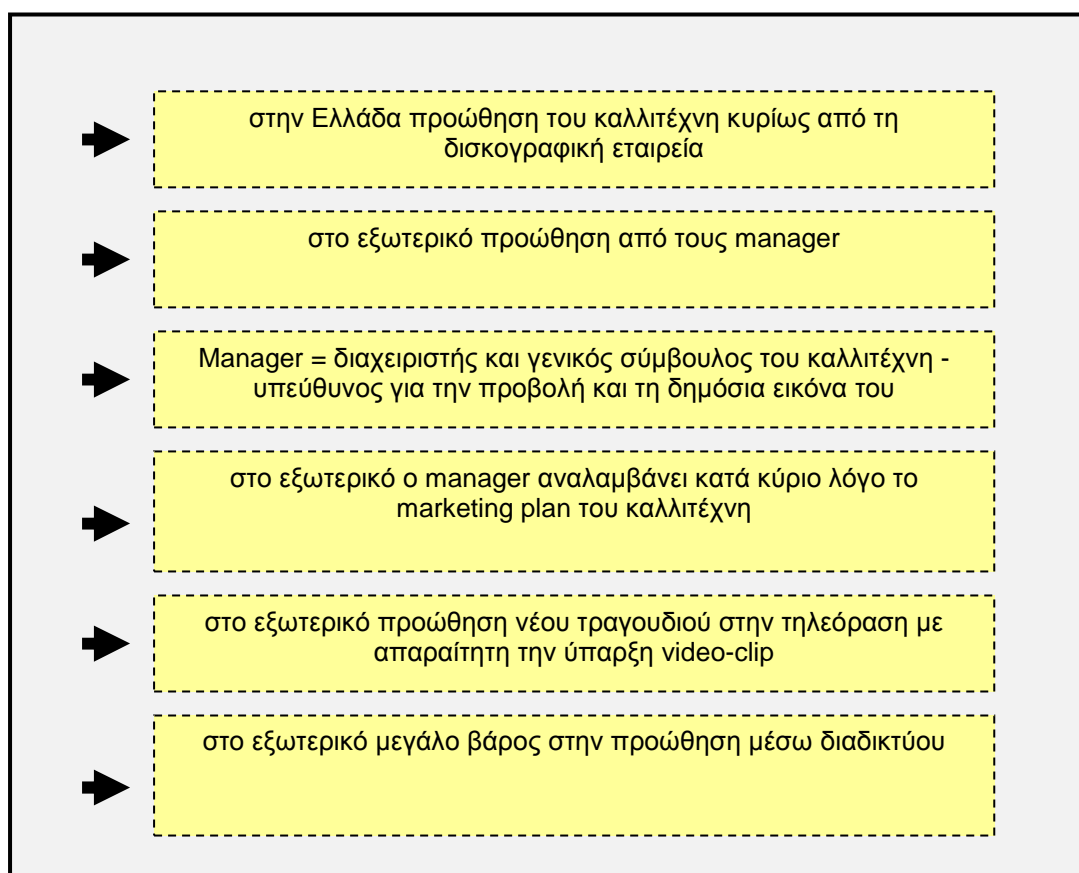 στην Ελλάδα προώθηση του καλλιτέχνη κυρίως από τη
δισκογραφική εταιρεία
στο εξωτερικό προώθηση από τους manager
Manager = διαχειριστής και γενικός σύμβουλος του καλλιτέχνη -
υπεύθυνος για την προβολή και τη δημόσια εικόνα του
στο εξωτερικό ο manager αναλαμβάνει κατά κύριο λόγο το
marketing plan του καλλιτέχνη
στο εξωτερικό προώθηση νέου τραγουδιού στην τηλεόραση με
απαραίτητη την ύπαρξη video-clip
στο εξωτερικό μεγάλο βάρος στην προώθηση μέσω διαδικτύου